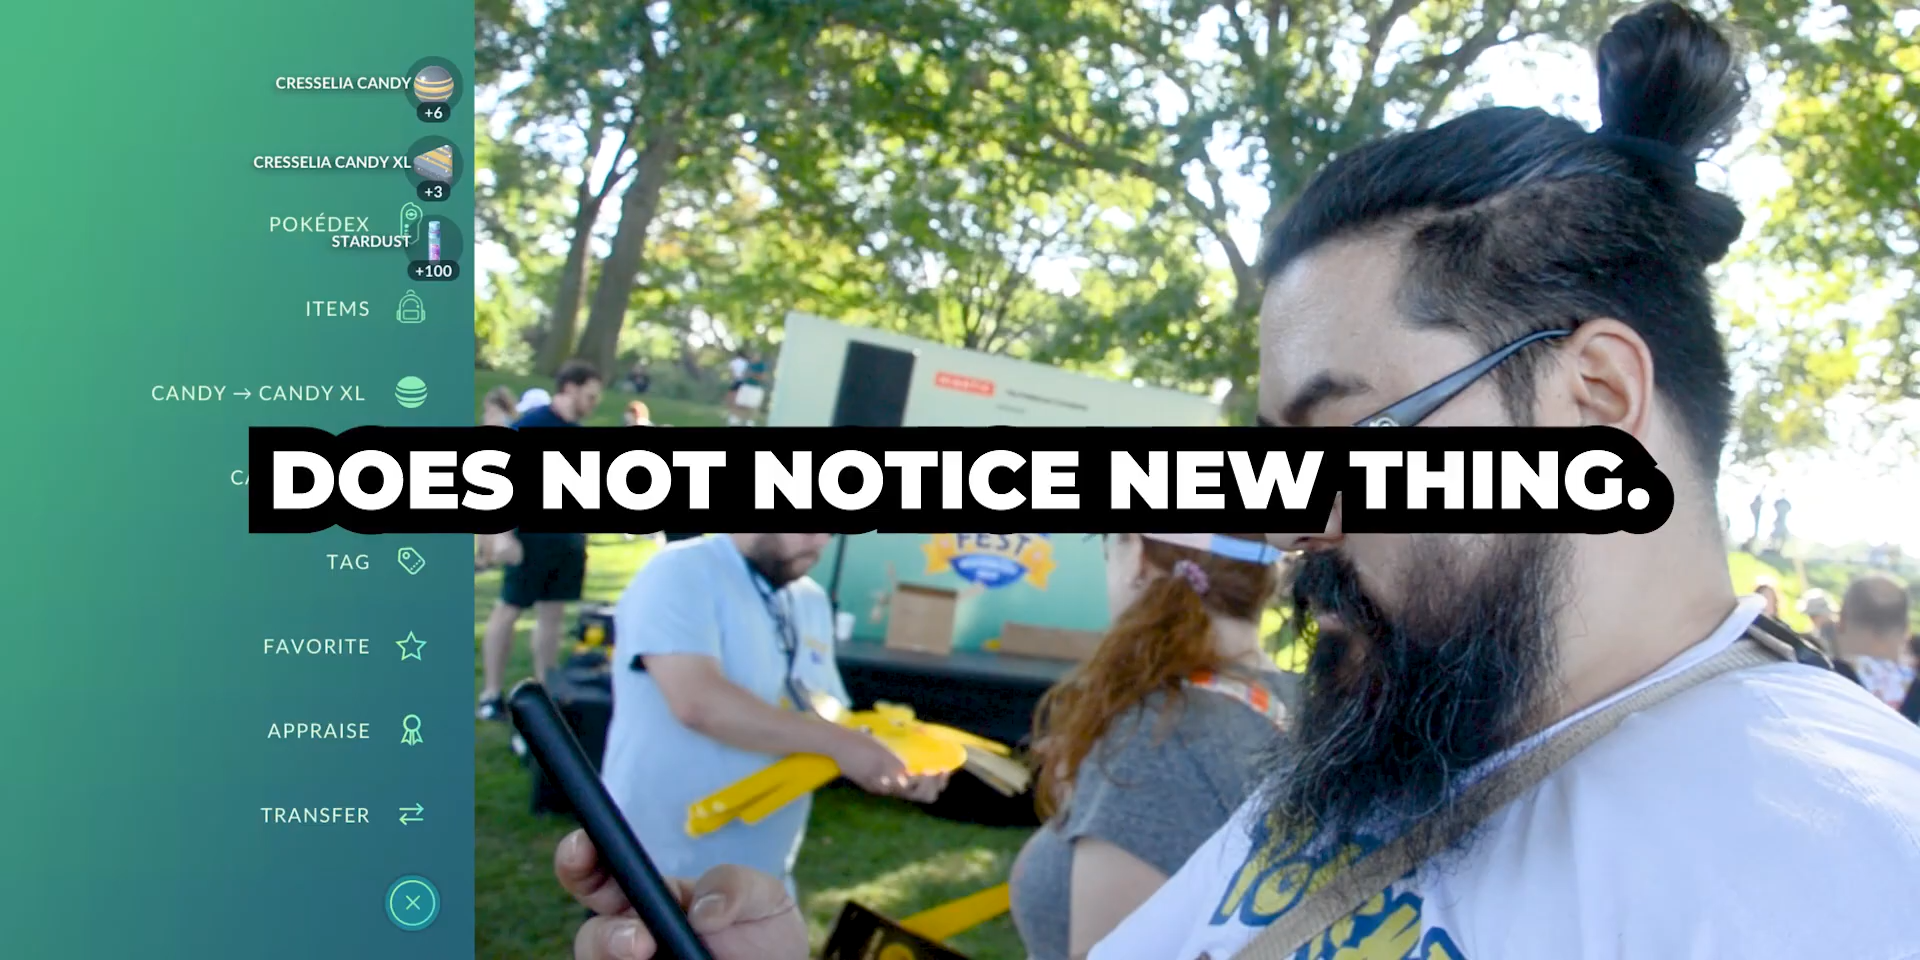 CRESSELIA CANDY
+6
CRESSELIA CANDY XL
+3
POKÉDEX
STARDUST
+100
ITEMS
CANDY → CANDY XL
DOES NOT NOTICE NEW THING.
FEST
TAG
FAVORITE
APPRAISE
TRANSFER